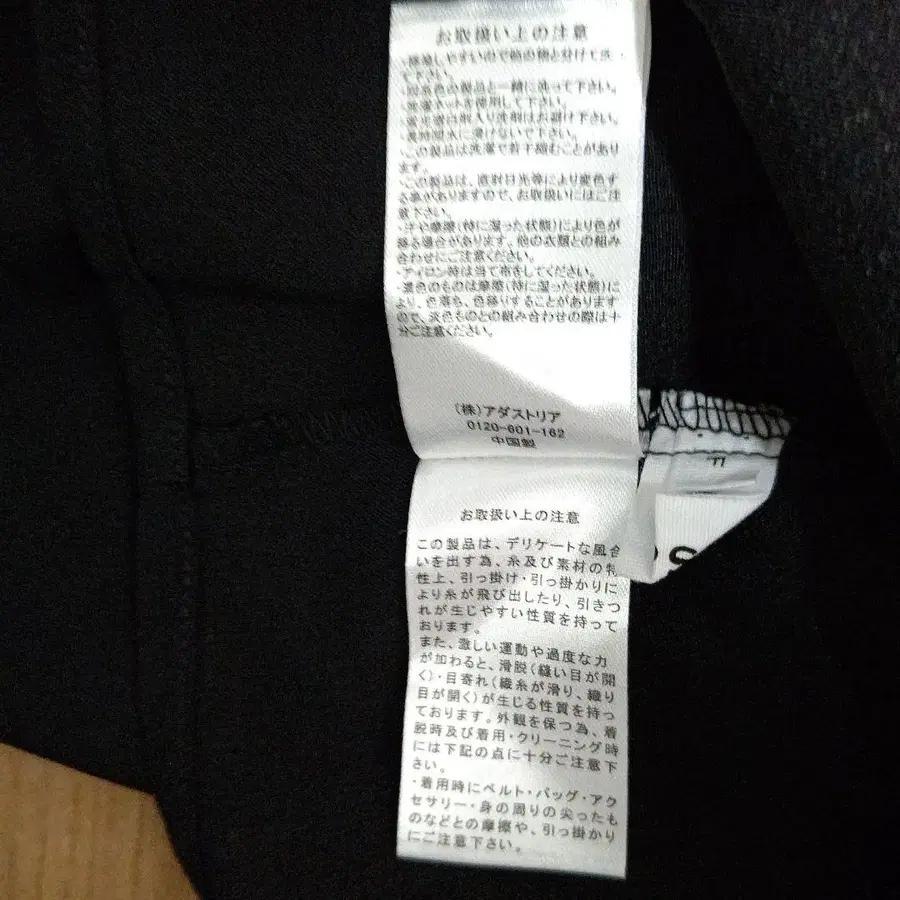 お取扱い上の注意
・移染しやすいので他の物と分けて洗
って下さい。
・同系色の製品と一緒に洗って下さい。
・洗濯ネットを使用して下さい。
・蛍光増白剤入り洗剤はお避け下さい。
・長時間水に浸けないで下さい。
・この製品は洗濯で若干縮むことがあり
ます。
・この製品は、直射日光等により変色す
る事がありますので、お取扱いにはご注
意下さい。
・汗や摩擦(特に湿った状態)により色が
移る場合があります。他の衣類との組み
合わせにご注意ください。
・アイロン時は当て布をしてください。
・濃色のものは摩擦(特に湿った状態)に
より、色落ち、色移りすることがあります
ので、淡色ものとの組み合わせの際は十
分ご注意ください。
(株)アダストリア
0120-601-162
中国製
お取扱い上の注意
この製品は、デリケートな風合
いを出す為、糸及び素材の特
性上、引っ掛け・引っ掛かりに
より糸が飛び出したり、引きつ
れが生じやすい性質を持って
おります。
また、激しい運動や過度な力
が加わると、滑脱(縫い目が開
く)・目寄れ(織糸が滑り、織り
目が開く)が生じる性質を持っ
ております。外観を保つ為、着
脱時及び着用・クリーニング時
には下記の点に十分ご注意下
さい。
・着用時にベルト・バッグ・アク
セサリー・身の周りの尖ったも
のなどとの摩擦や、引っ掛かり
にご注意下さい。